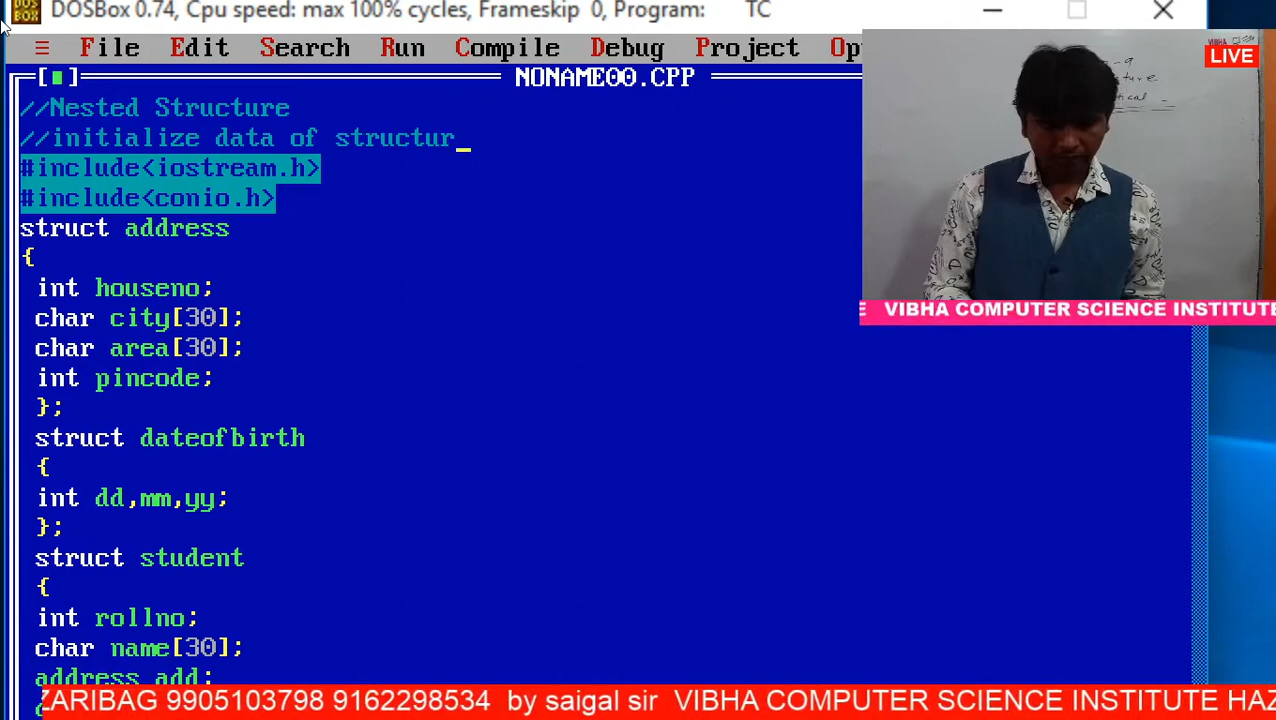 DOSBox 0.74, Cpu speed: max 100% cycles, Frameskip 0, Program: TC
≡ File Edit Search Run Compile Debug Project Op
LIVE
[■] NONAME00.CPP
//Nested Structure
//initialize data of structur_
#include<iostream.h>
#include<conio.h>
struct address
{
int houseno;
char city[30];
char area[30];
int pincode;
};
struct dateofbirth
{
int dd,mm,yy;
};
struct student
{
int rollno;
char name[30];
address add;
E VIBHA COMPUTER SCIENCE INSTITUTE
ZARIBAG 9905103798 9162298534 by saigal sir VIBHA COMPUTER SCIENCE INSTITUTE HAZ